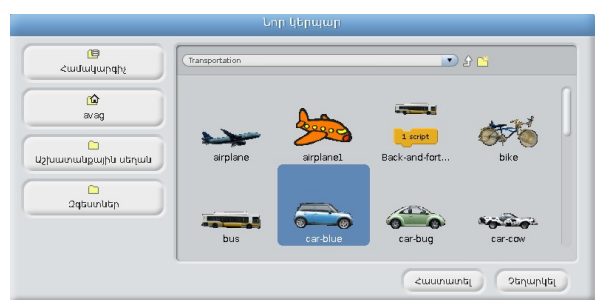 Նոր կերպար
Համակարգիչ
avag
Աշխատանքային սեղան
Զգեստներ
Transportation
1 script
airplane
airplane1
Back-and-fort...
bike
bus
car-blue
car-bug
car-cow
Հաստատել
Չեղարկել